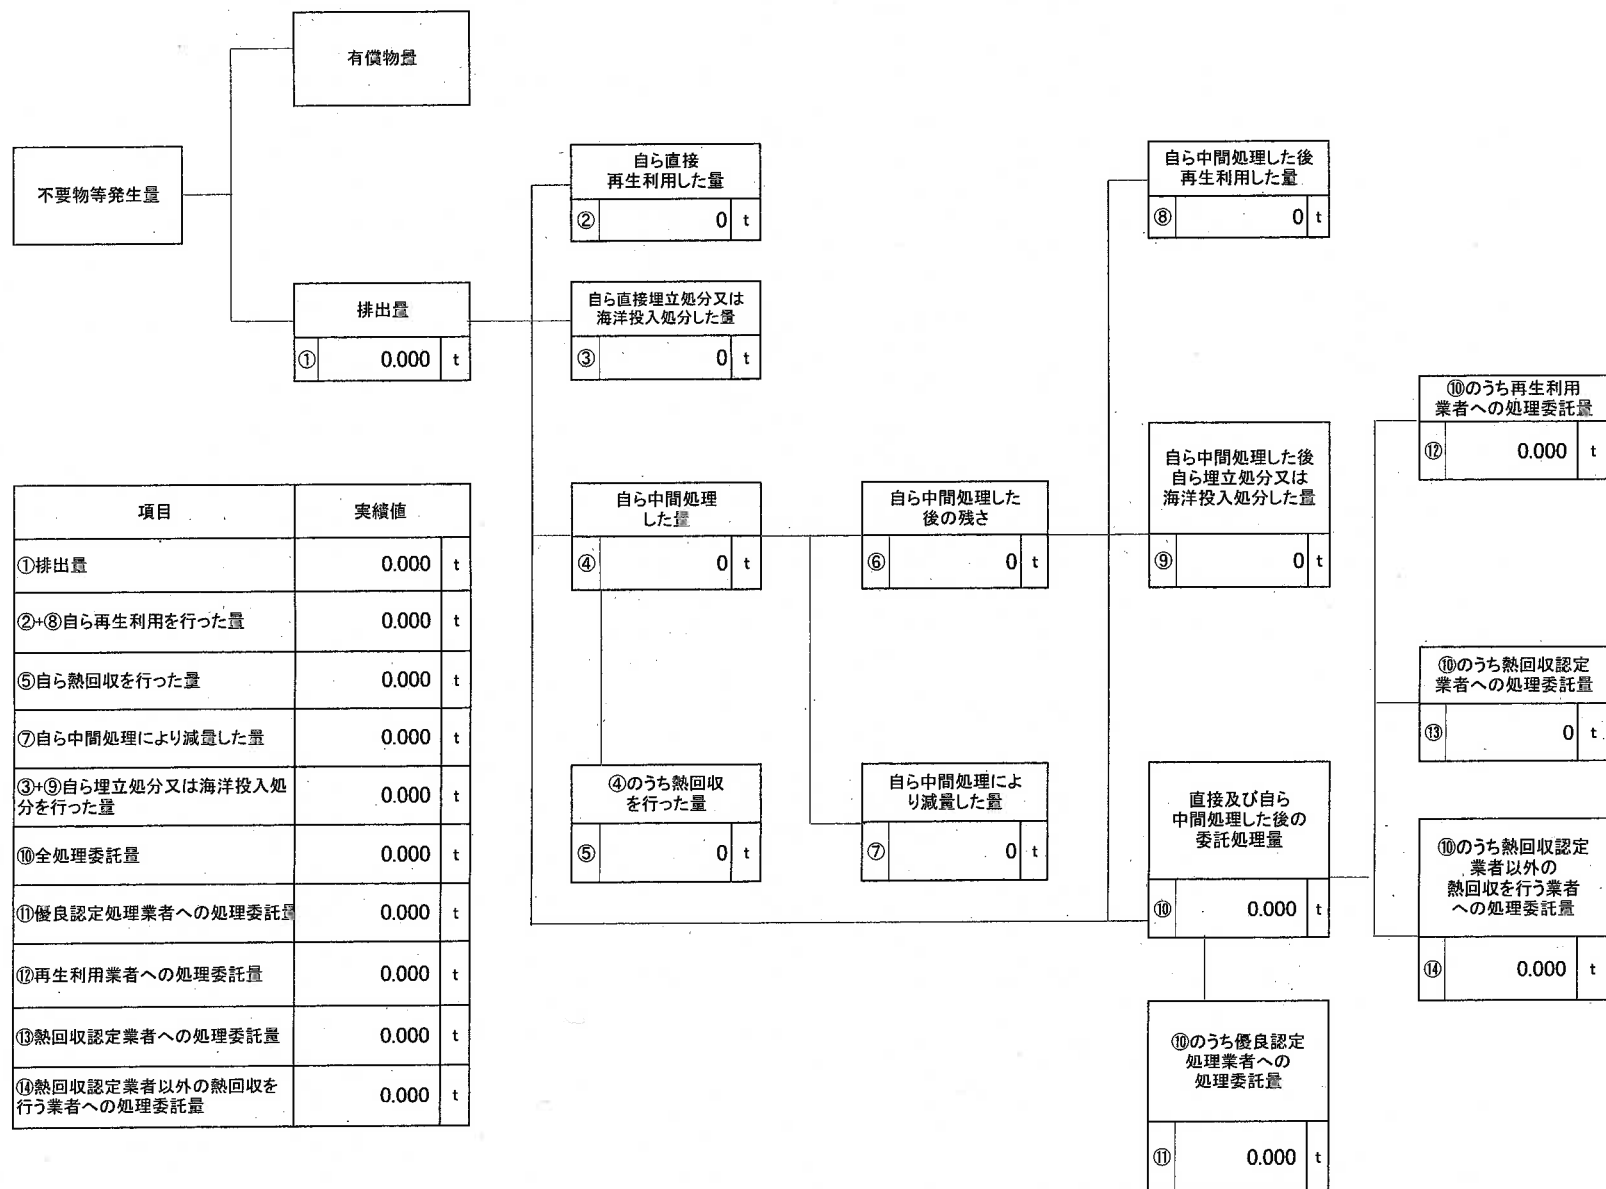 有償物量
不要物等発生量
排出量
① 0.000 t
自ら直接
再生利用した量
② 0 t
自ら直接埋立処分又は
海洋投入処分した量
③ 0 t
自ら中間処理
した量
④ 0 t
④のうち熱回収
を行った量
⑤ 0 t
自ら中間処理した
後の残さ
⑥ 0 t
自ら中間処理によ
り減量した量
⑦ 0 t
自ら中間処理した後
再生利用した量
⑧ 0 t
自ら中間処理した後
自ら埋立処分又は
海洋投入処分した量
⑨ 0 t
直接及び自ら
中間処理した後の
委託処理量
⑩ 0.000 t
⑩のうち優良認定
処理業者への
処理委託量
⑪ 0.000 t
⑩のうち再生利用
業者への処理委託量
⑫ 0.000 t
⑩のうち熱回収認定
業者への処理委託量
⑬ 0 t
⑩のうち熱回収認定
業者以外の
熱回収を行う業者
への処理委託量
⑭ 0.000 t
項目 実績値
①排出量 0.000 t
②+⑧自ら再生利用を行った量 0.000 t
⑤自ら熱回収を行った量 0.000 t
⑦自ら中間処理により減量した量 0.000 t
③+⑨自ら埋立処分又は海洋投入処
分を行った量 0.000 t
⑩全処理委託量 0.000 t
⑪優良認定処理業者への処理委託量 0.000 t
⑫再生利用業者への処理委託量 0.000 t
⑬熱回収認定業者への処理委託量 0.000 t
⑭熱回収認定業者以外の熱回収を
行う業者への処理委託量 0.000 t